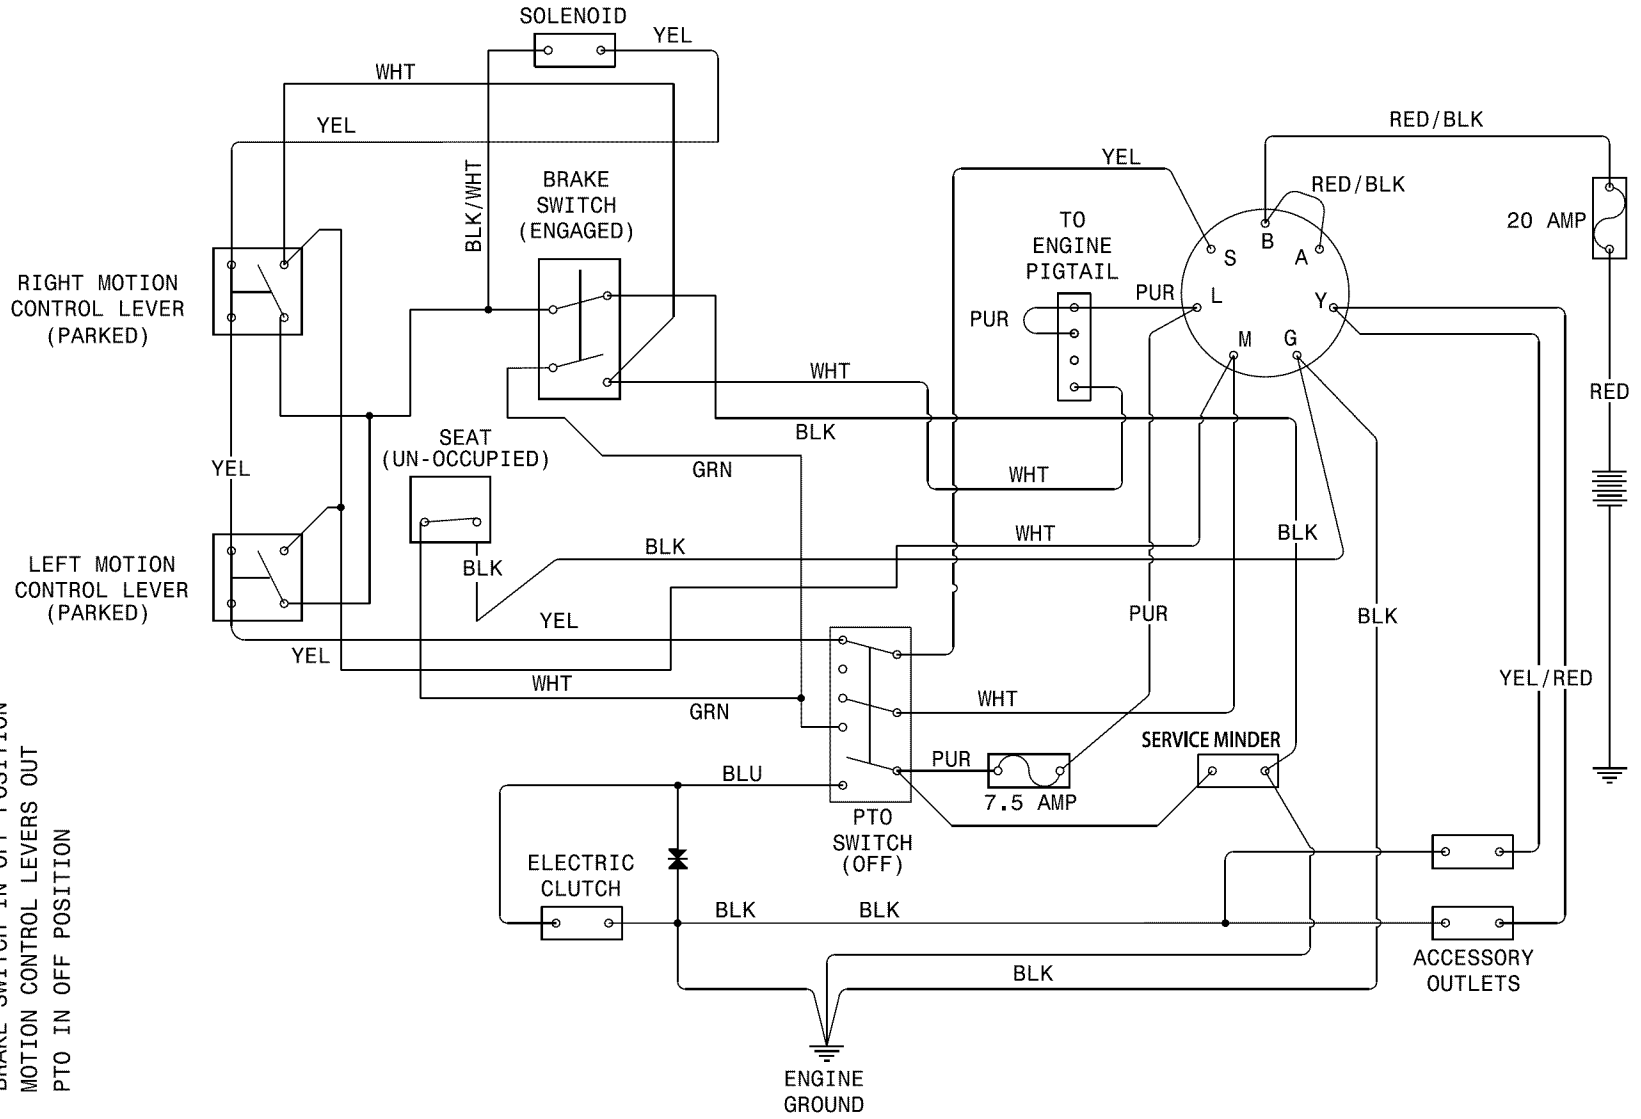 SOLENOID
YEL
WHT
YEL
BLK/WHT
BRAKE
SWITCH
(ENGAGED)
RIGHT MOTION
CONTROL LEVER
(PARKED)
YEL
LEFT MOTION
CONTROL LEVER
(PARKED)
SEAT
(UN-OCCUPIED)
BLK
YEL
YEL
WHT
GRN
GRN
BLK
WHT
BLK
WHT
WHT
YEL
TO
ENGINE
PIGTAIL
PUR
PUR
S
B
A
L
Y
M
G
RED/BLK
RED/BLK
20 AMP
RED
BLK
PUR
BLK
YEL/RED
WHT
SERVICE MINDER
PUR
7.5 AMP
PTO
SWITCH
(OFF)
BLU
ELECTRIC
CLUTCH
BLK
BLK
BLK
ACCESSORY
OUTLETS
ENGINE
GROUND
MOTION CONTROL LEVERS OUT
PTO IN OFF POSITION